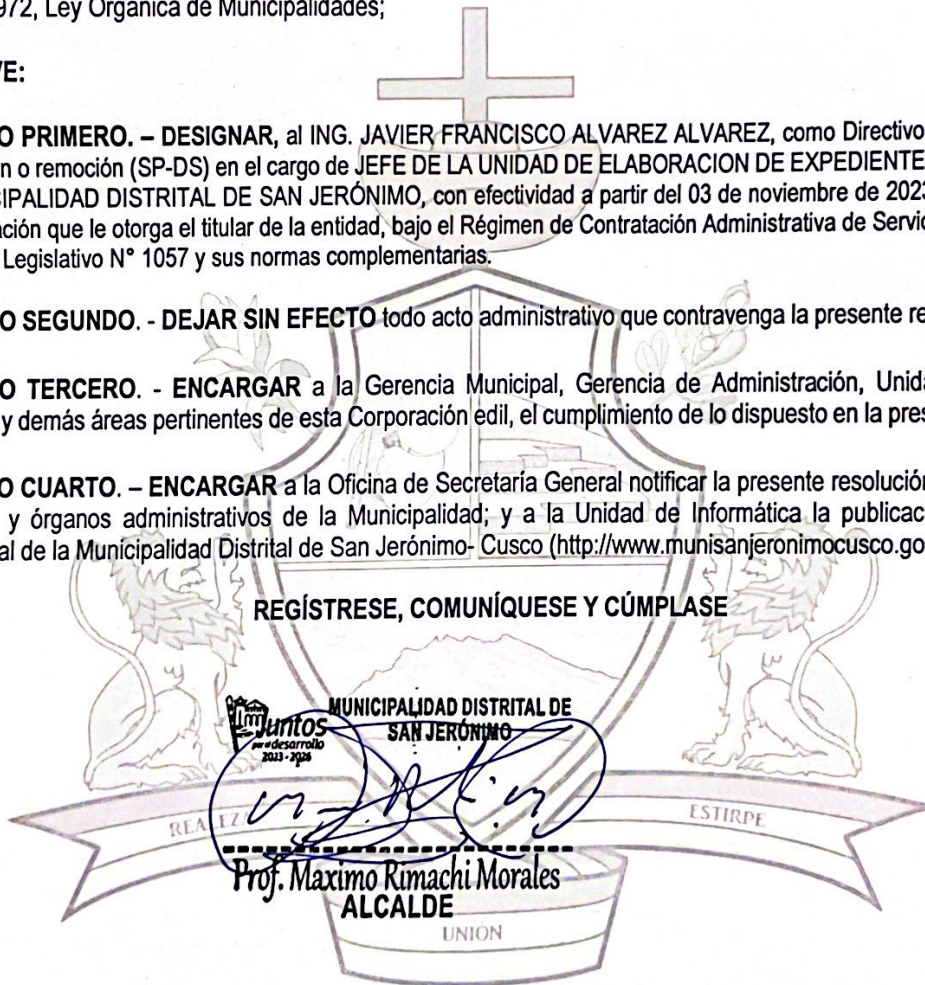 972, Ley Orgánica de Municipalidades;
VE:
O PRIMERO. – DESIGNAR, al ING. JAVIER FRANCISCO ALVAREZ ALVAREZ, como Directivo
n o remoción (SP-DS) en el cargo de JEFE DE LA UNIDAD DE ELABORACION DE EXPEDIENTE
CIPALIDAD DISTRITAL DE SAN JERÓNIMO, con efectividad a partir del 03 de noviembre de 2023
ación que le otorga el titular de la entidad, bajo el Régimen de Contratación Administrativa de Servic
Legislativo N° 1057 y sus normas complementarias.
O SEGUNDO. - DEJAR SIN EFECTO todo acto administrativo que contravenga la presente re
O TERCERO. - ENCARGAR a la Gerencia Municipal, Gerencia de Administración, Unida
y demás áreas pertinentes de esta Corporación edil, el cumplimiento de lo dispuesto en la pres
O CUARTO. – ENCARGAR a la Oficina de Secretaría General notificar la presente resolución
y órganos administrativos de la Municipalidad; y a la Unidad de Informática la publicac
al de la Municipalidad Distrital de San Jerónimo- Cusco (http://www.munisanjeronimocusco.go
REGÍSTRESE, COMUNÍQUESE Y CÚMPLASE
MUNICIPALIDAD DISTRITAL DE
SAN JERÓNIMO
Juntos
por el desarrollo
2023 - 2026
REALEZA
ESTIRPE
Prof. Maximo Rimachi Morales
ALCALDE
UNIÓN